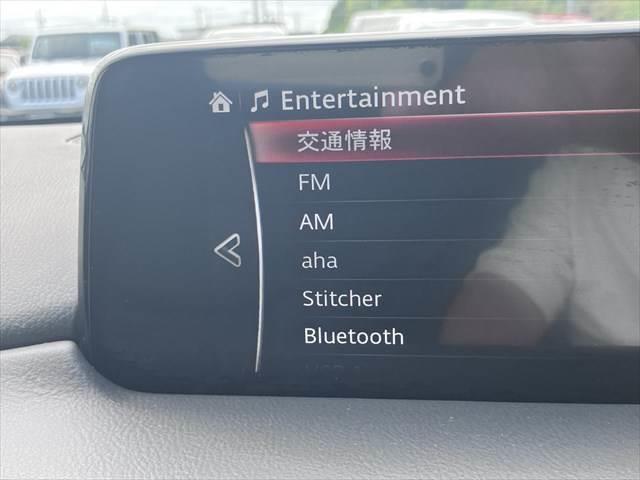 Entertainment
交通情報
FM
AM
aha
Stitcher
Bluetooth